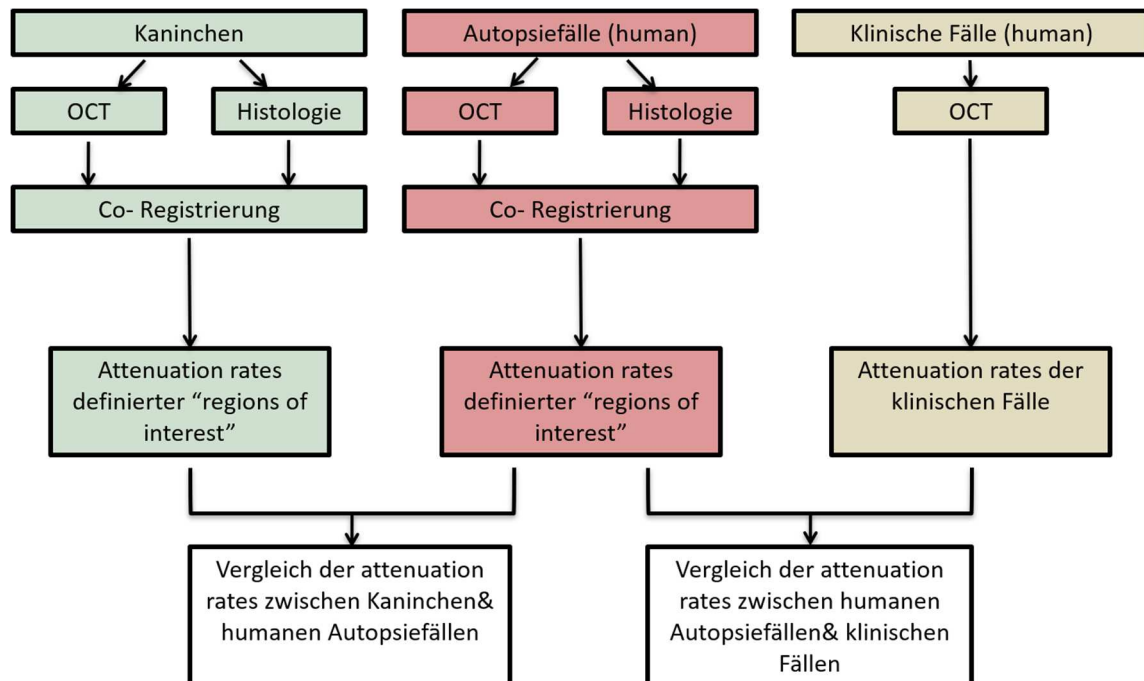 Kaninchen
Autopsiefälle (human)
Klinische Fälle (human)
OCT
Histologie
OCT
Histologie
OCT
Co- Registrierung
Co- Registrierung
Attenuation rates
definierter “regions of
interest”
Attenuation rates
definierter “regions of
interest”
Attenuation rates der
klinischen Fälle
Vergleich der attenuation
rates zwischen Kaninchen&
humanen Autopsiefällen
Vergleich der attenuation
rates zwischen humanen
Autopsiefällen& klinischen
Fällen